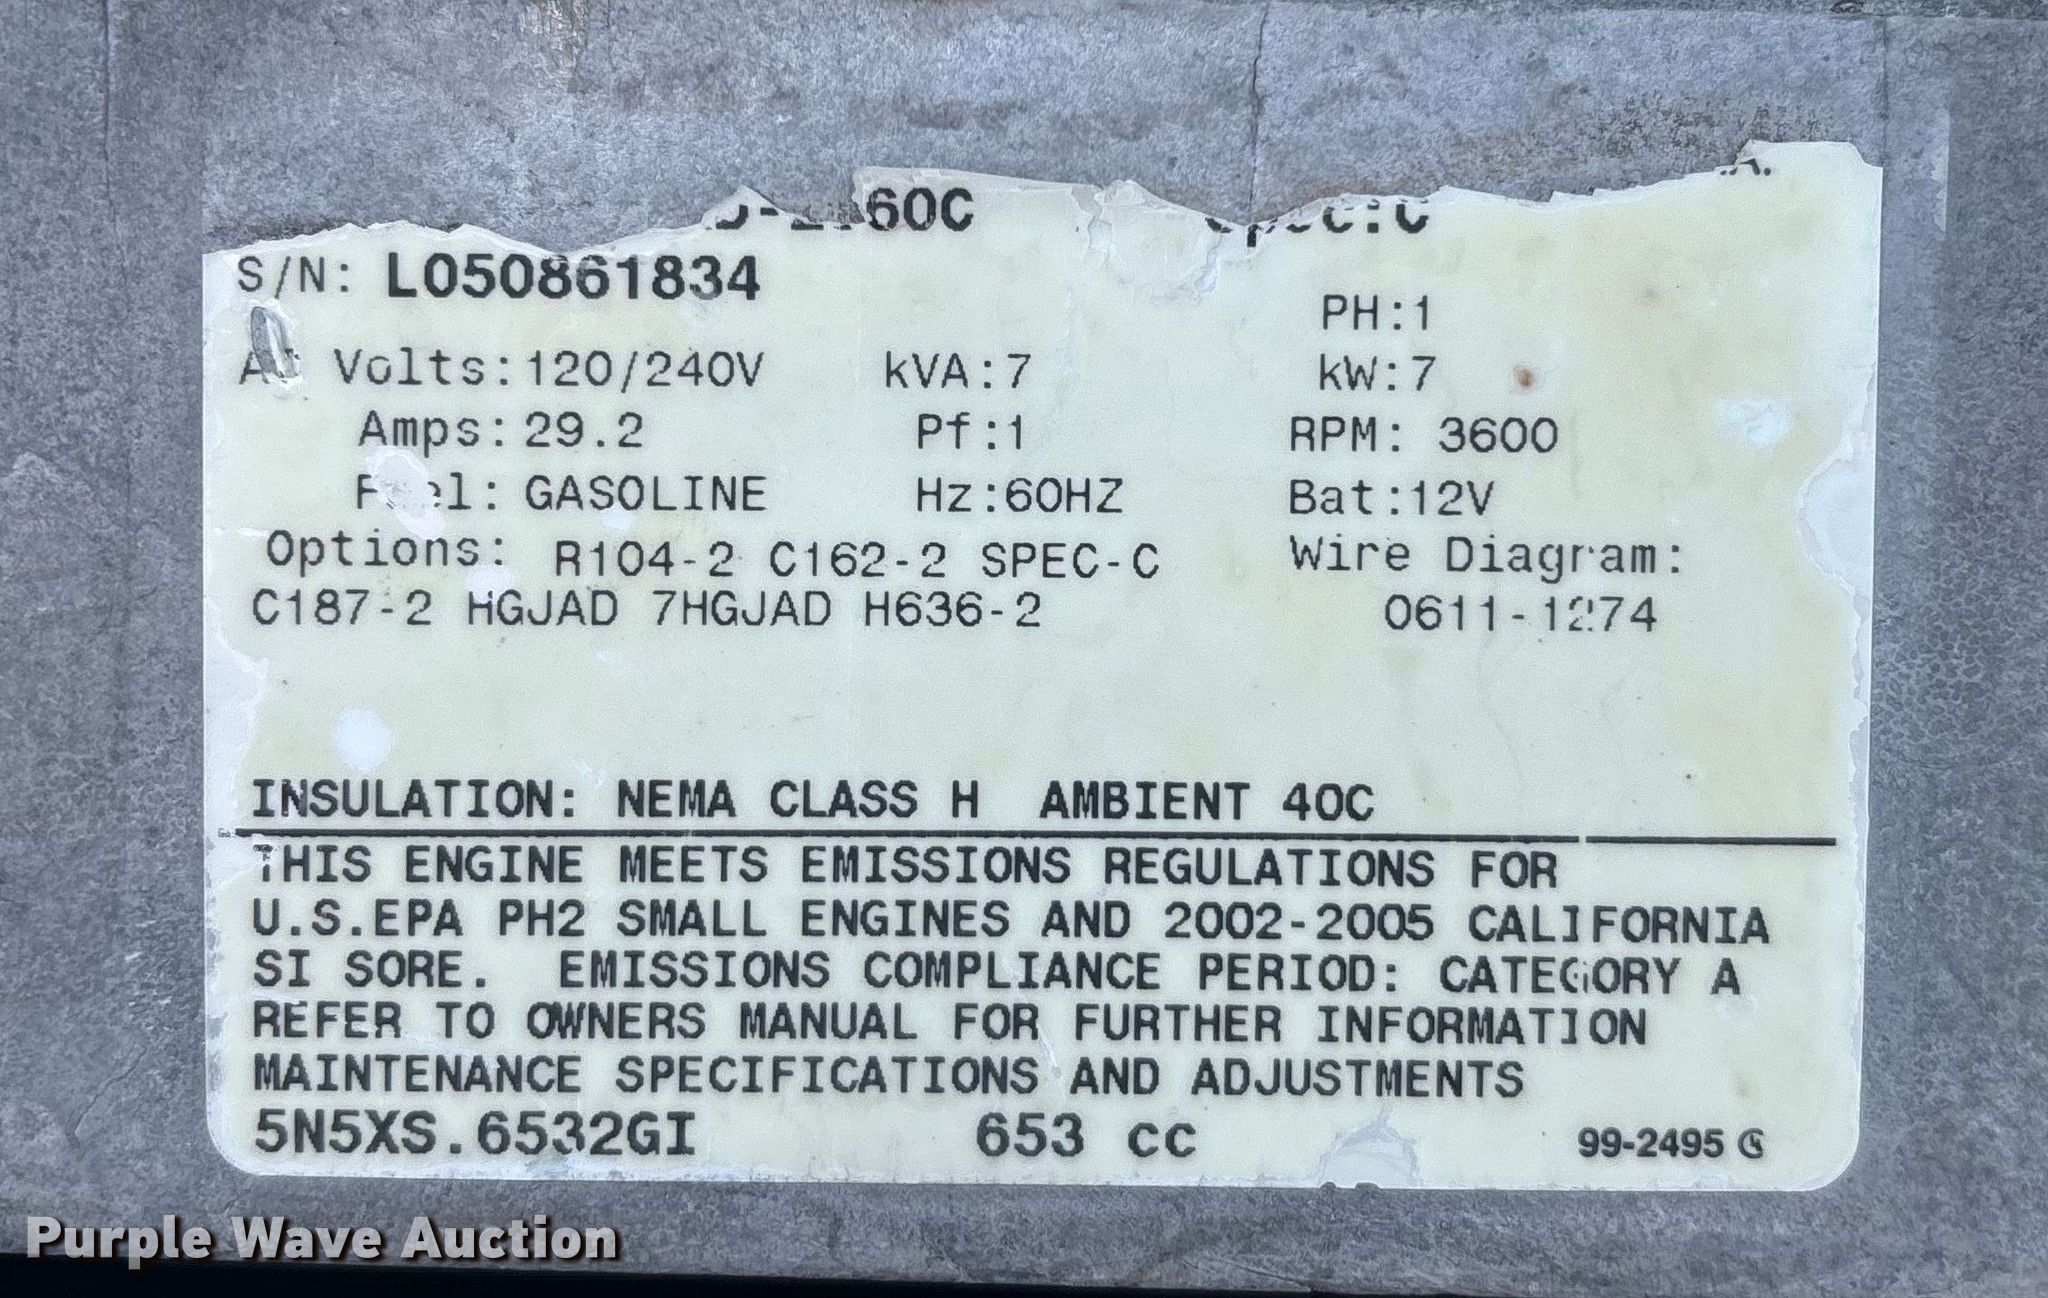 60C
S/N: L050861834
PH:1
Volts:120/240V kVA:7 kW:7
Amps:29.2 Pf:1 RPM: 3600
Fuel: GASOLINE Hz:60HZ Bat:12V
Options: R104-2 C162-2 SPEC-C Wire Diagram:
C187-2 HGJAD 7HGJAD H636-2 0611-1274
INSULATION: NEMA CLASS H AMBIENT 40C
THIS ENGINE MEETS EMISSIONS REGULATIONS FOR
U.S.EPA PH2 SMALL ENGINES AND 2002-2005 CALIFORNIA
SI SORE. EMISSIONS COMPLIANCE PERIOD: CATEGORY A
REFER TO OWNERS MANUAL FOR FURTHER INFORMATION
MAINTENANCE SPECIFICATIONS AND ADJUSTMENTS
5N5XS.6532GI 653 cc 99-2495
Purple Wave Auction